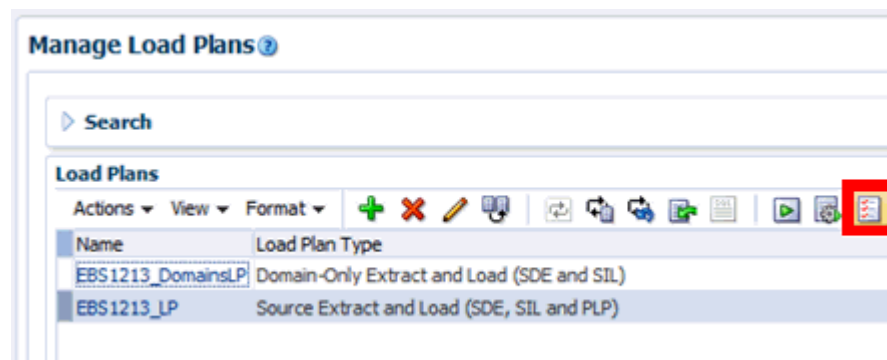 Manage Load Plans
Search
Load Plans
Actions View Format
Name Load Plan Type
EBS1213_DomainsLP Domain-Only Extract and Load (SDE and SIL)
EBS1213_LP Source Extract and Load (SDE, SIL and PLP)